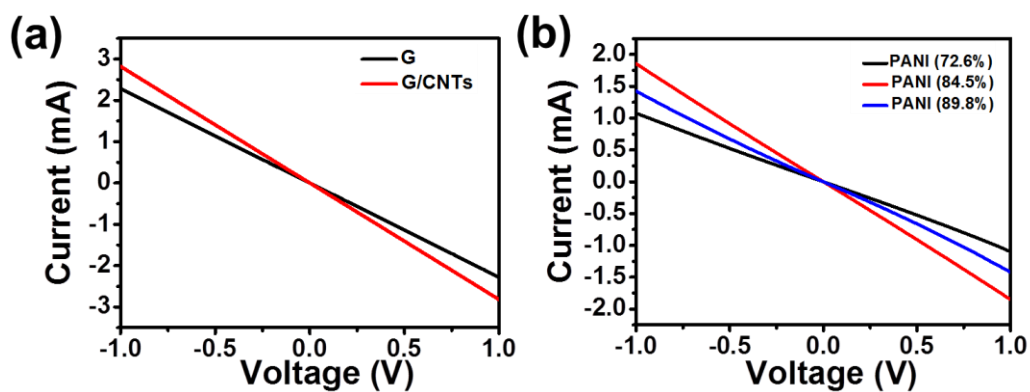 (a)
G
G/CNTs
Current (mA)
3
2
1
0
-1
-2
-3
-1.0 -0.5 0.0 0.5 1.0
Voltage (V)
(b)
PANI (72.6%)
PANI (84.5%)
PANI (89.8%)
Current (mA)
2.0
1.5
1.0
0.5
0.0
-0.5
-1.0
-1.5
-2.0
-1.0 -0.5 0.0 0.5 1.0
Voltage (V)